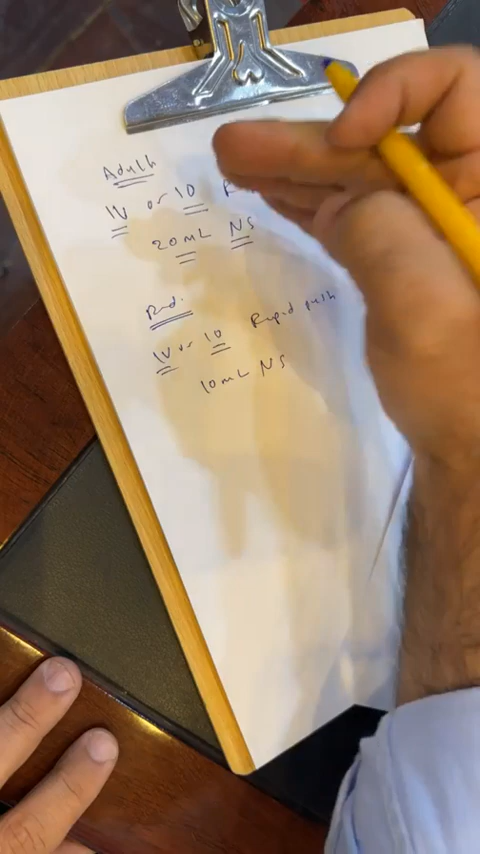 Adult
IV or IO R
20mL NS
Ped.
IV or IO Rapid push
10mL NS